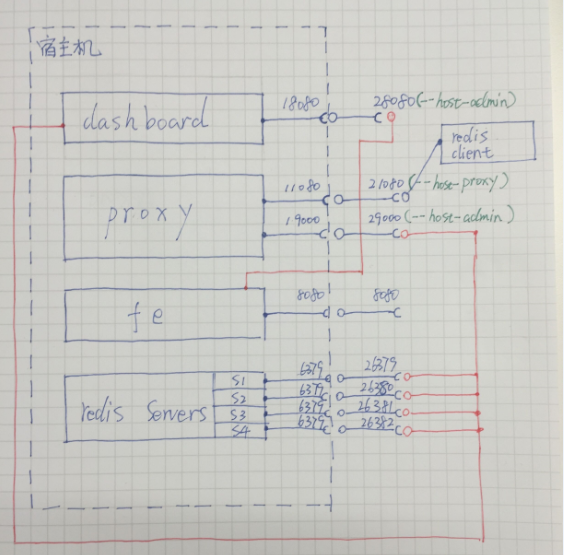 宿主机
dashboard
18080
28080(--host-admin)
redis
client
proxy
11080
21080(--host-proxy)
19000
29000(--host-admin)
fe
8080
8080
redis servers
S1
6379
26379
S2
6379
26380
S3
6379
26381
S4
6379
26382